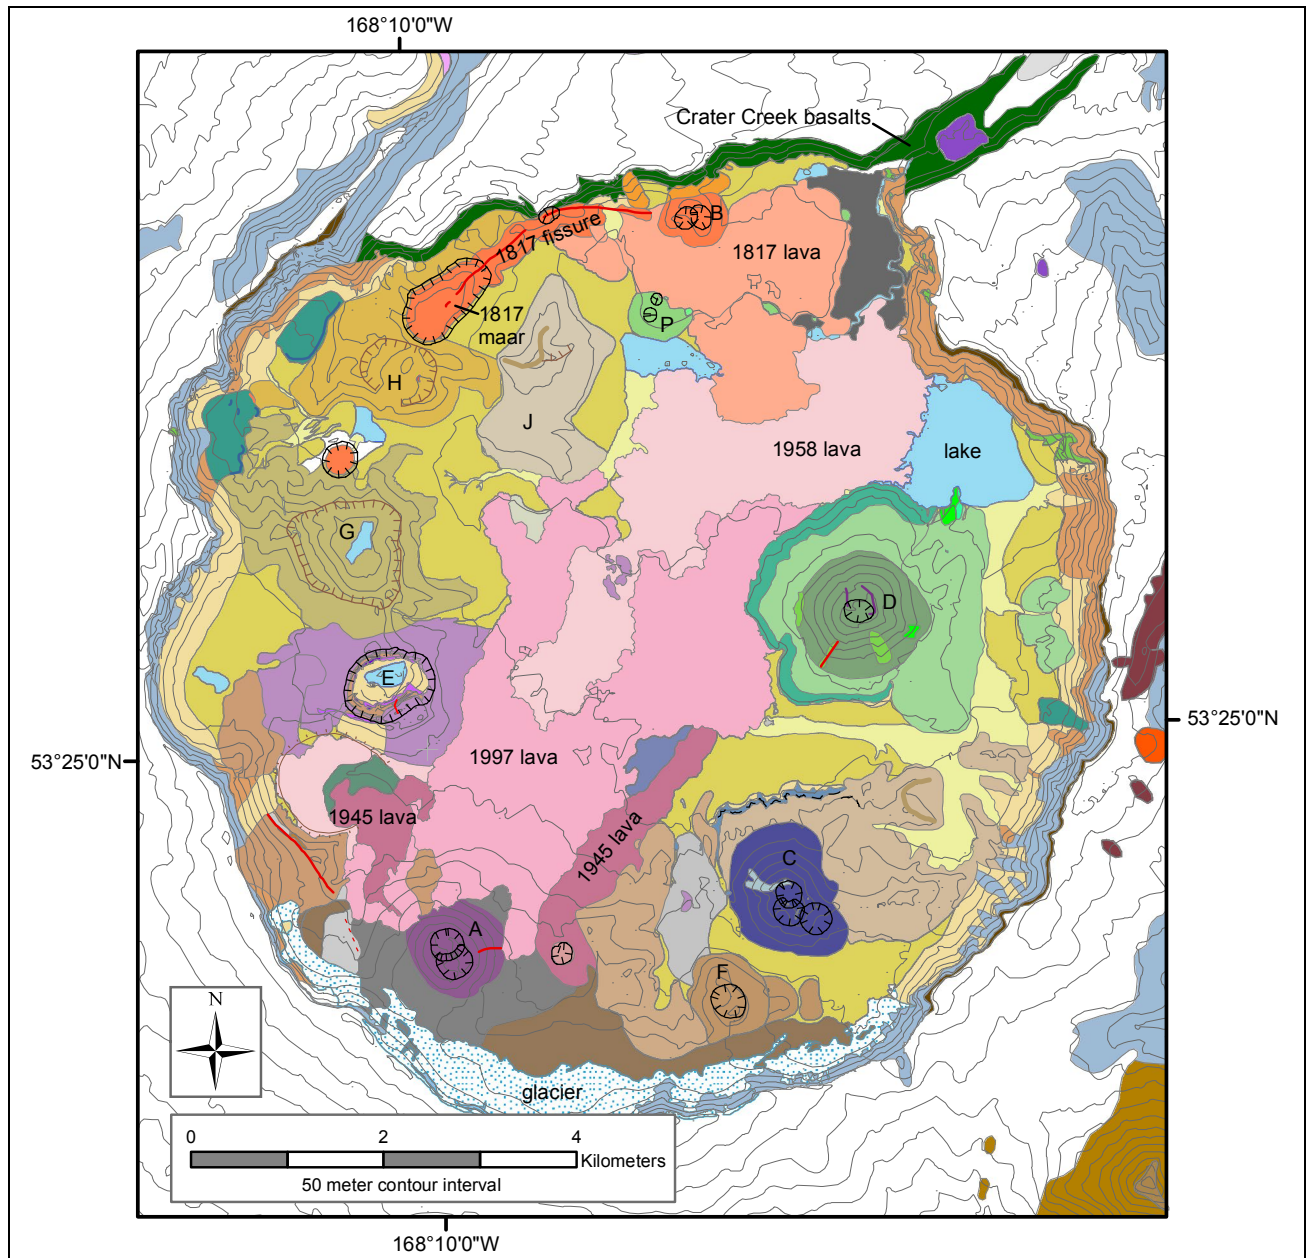 168°10'0"W
Crater Creek basalts
B
1817 fissure
1817 lava
1817
maar
P
H
J
1958 lava
lake
G
D
E
53°25'0"N
53°25'0"N
1997 lava
1945 lava
1945 lava
C
A
F
N
glacier
0 2 4
Kilometers
50 meter contour interval
168°10'0"W